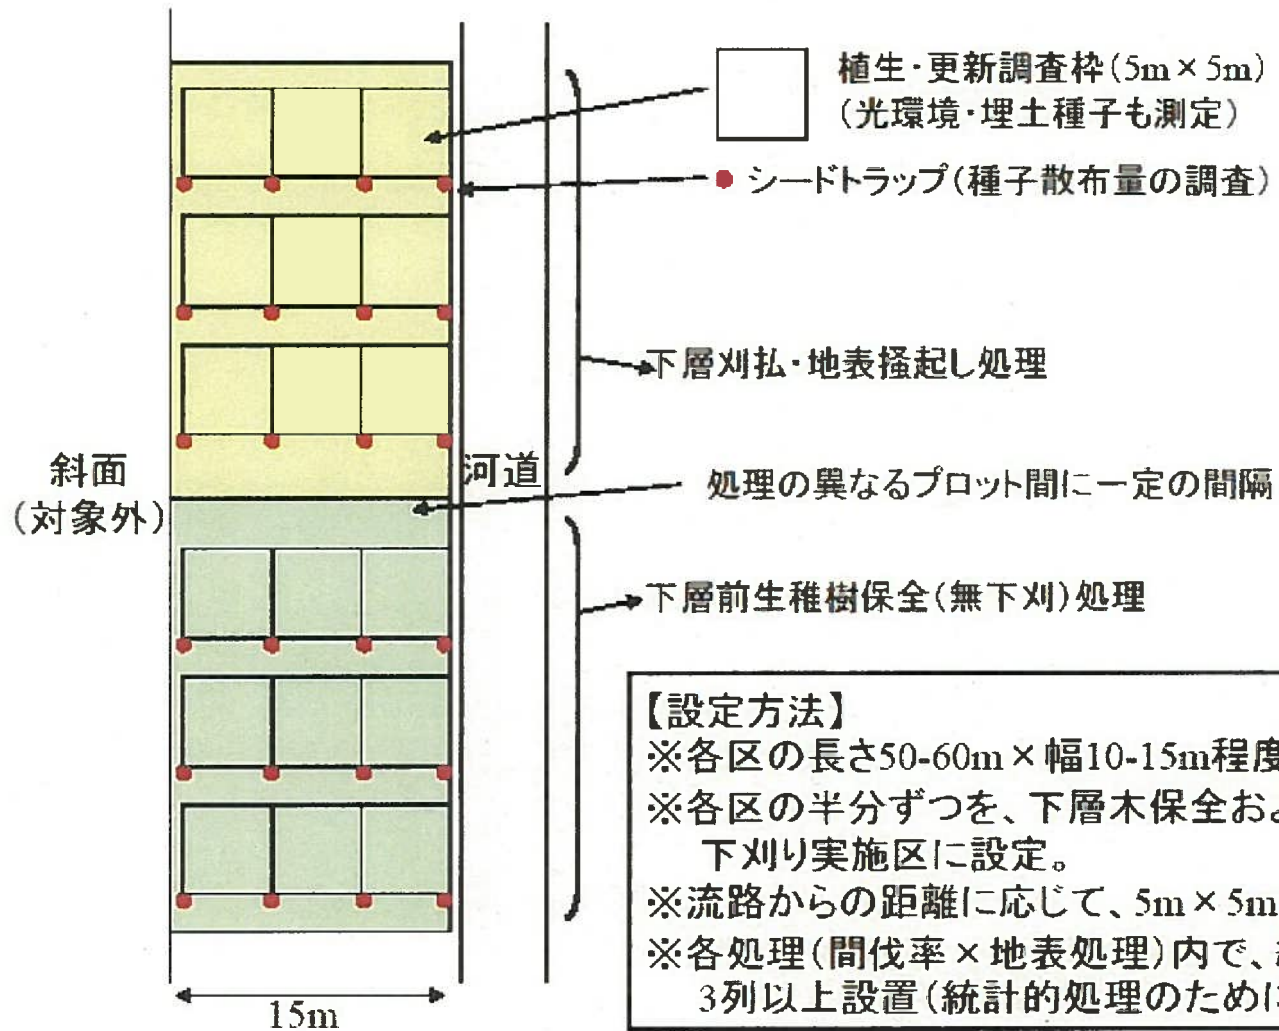 植生・更新調査枠(5m×5m)
(光環境・埋土種子も測定)
シードトラップ(種子散布量の調査)
下層刈払・地表掻起し処理
斜面
(対象外)
河道
処理の異なるプロット間に一定の間隔
下層前生稚樹保全(無下刈)処理
【設定方法】
※各区の長さ50-60m×幅10-15m程度
※各区の半分ずつを、下層木保全およ
下刈り実施区に設定。
※流路からの距離に応じて、5m×5m
※各処理(間伐率×地表処理)内で、
3列以上設置(統計的処理のために
15m